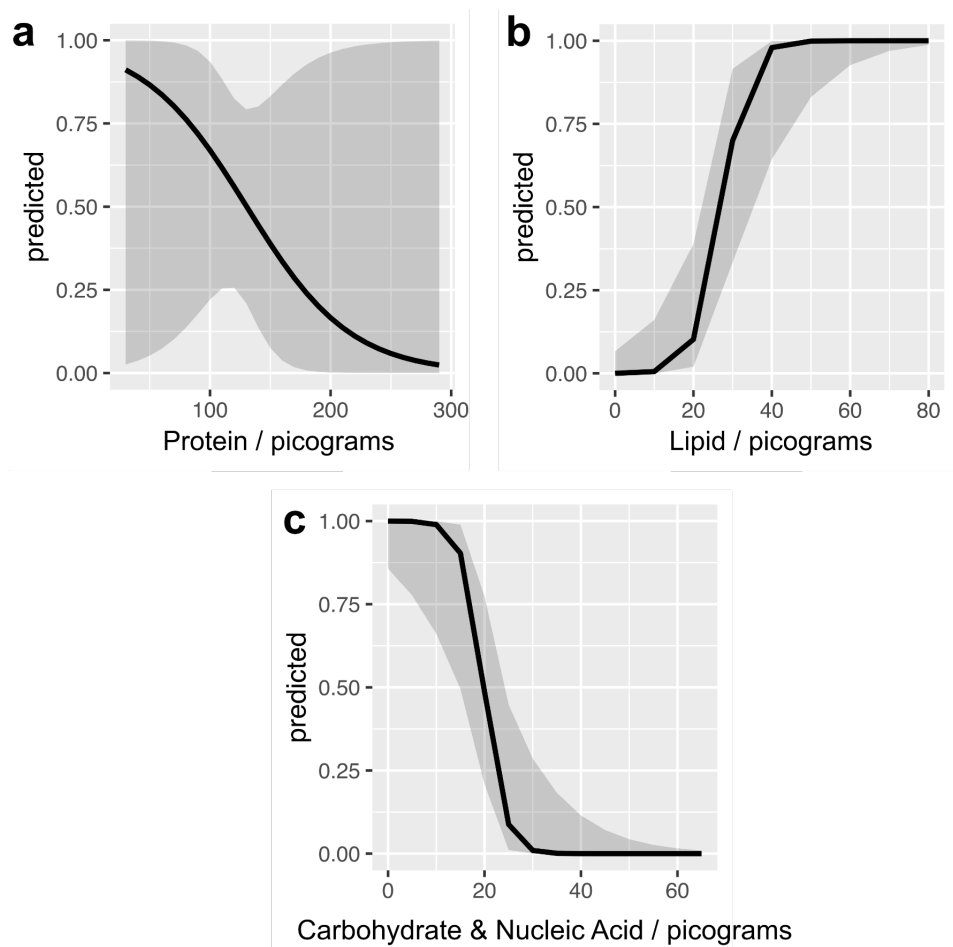 a
1.00
0.75
0.50
0.25
0.00
predicted
100 200 300
Protein / picograms
b
1.00
0.75
0.50
0.25
0.00
predicted
0 20 40 60 80
Lipid / picograms
c
1.00
0.75
0.50
0.25
0.00
predicted
0 20 40 60
Carbohydrate & Nucleic Acid / picograms